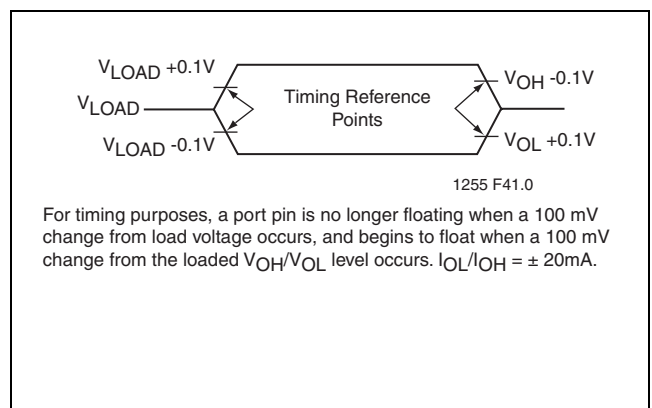 VLOAD +0.1V
VLOAD
VLOAD -0.1V
Timing Reference
Points
VOH -0.1V
VOL +0.1V
1255 F41.0
For timing purposes, a port pin is no longer floating when a 100 mV
change from load voltage occurs, and begins to float when a 100 mV
change from the loaded VOH/VOL level occurs. IOL/IOH = ± 20mA.